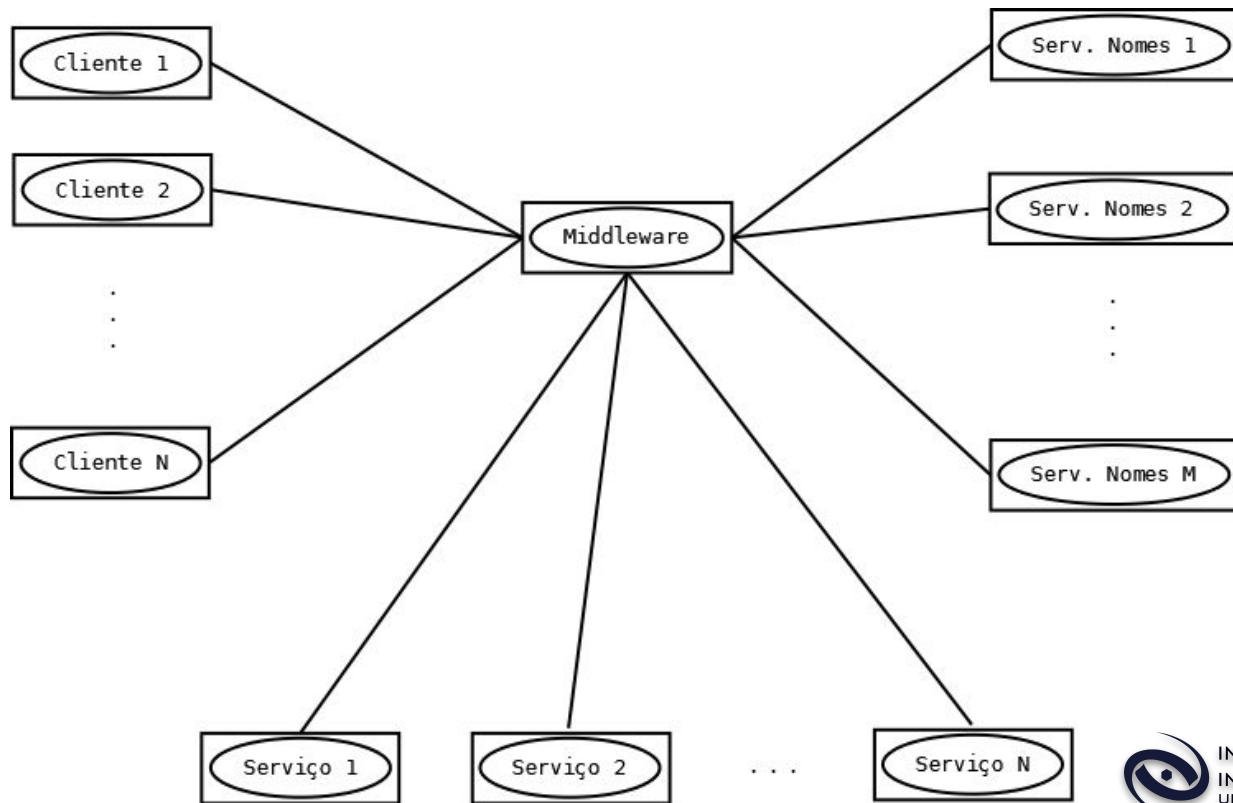 Cliente 1
Serv. Nomes 1
Cliente 2
Middleware
Serv. Nomes 2
.
.
.
.
.
.
Cliente N
Serv. Nomes M
Serviço 1
Serviço 2
. . .
Serviço N